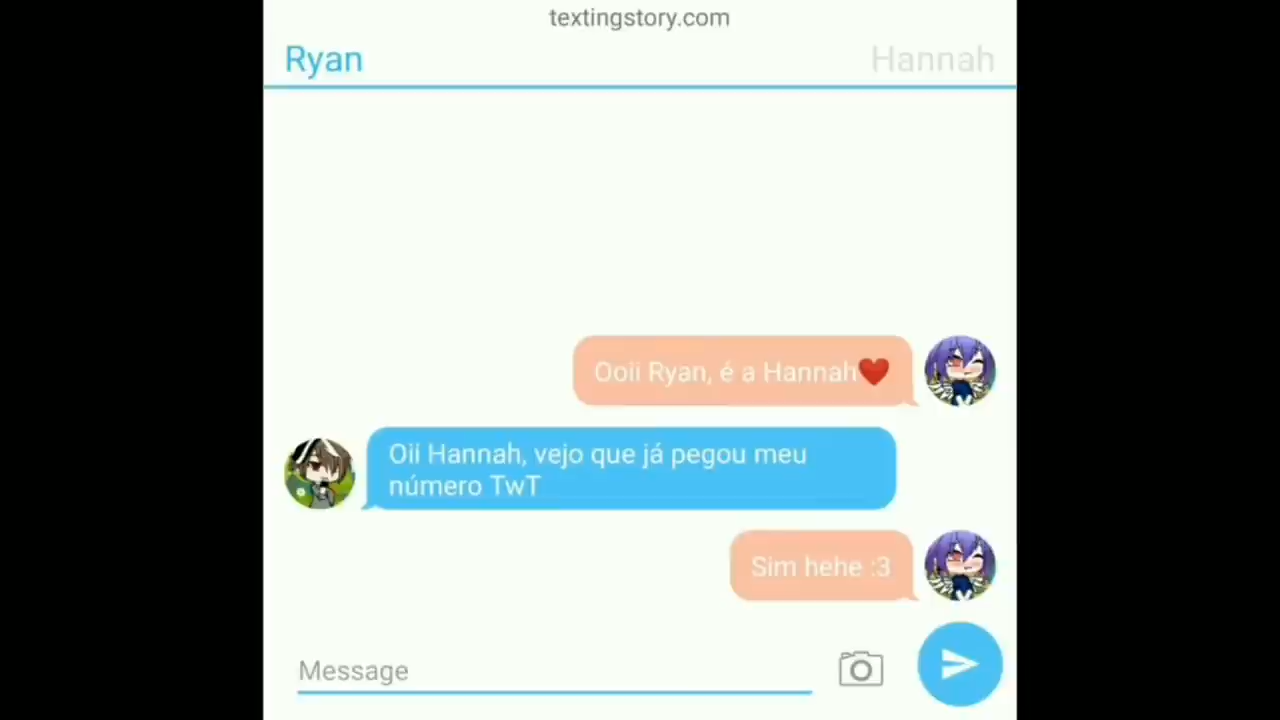 textingstory.com
Ryan
Hannah
Ooii Ryan, é a Hannah❤️
Oii Hannah, vejo que já pegou meu
número TwT
Sim hehe :3
Message